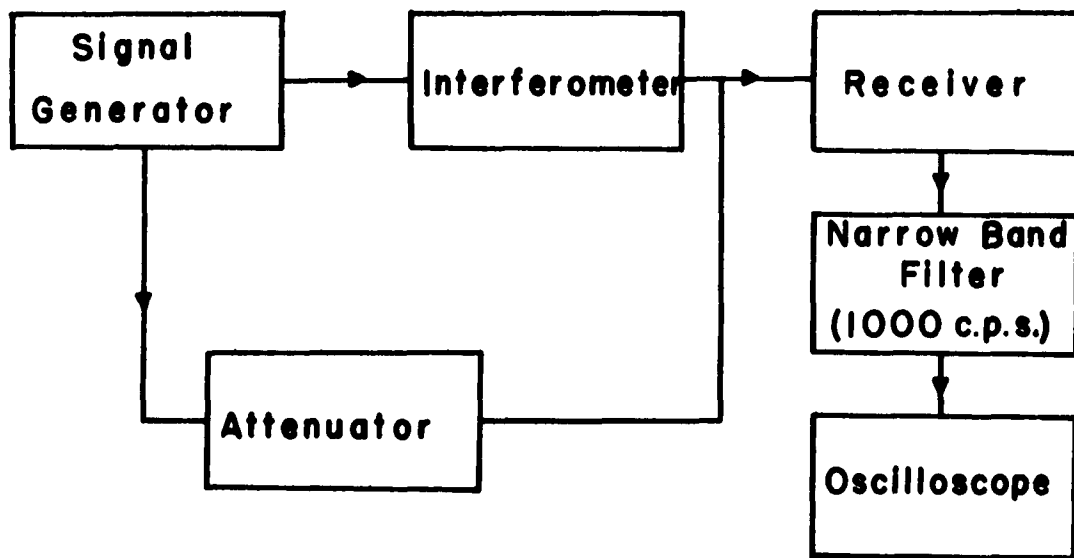 Signal
Generator
Interferometer
Receiver
Narrow Band
Filter
(1000 c.p.s.)
Attenuator
Oscilloscope